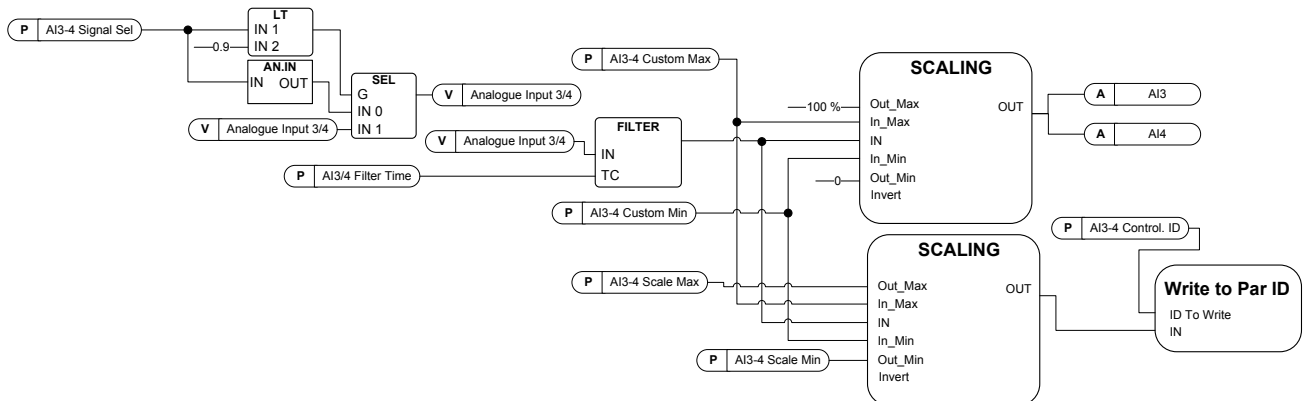 P AI3-4 Signal Sel
LT
IN 1
0.9 IN 2
AN.IN
IN OUT
SEL
G
IN 0
IN 1
V Analogue Input 3/4
V Analogue Input 3/4
V Analogue Input 3/4
P AI3/4 Filter Time
FILTER
IN
TC
P AI3-4 Custom Max
P AI3-4 Custom Min
SCALING
100 % Out_Max
In_Max
IN
In_Min
0 Out_Min
Invert
OUT
A AI3
A AI4
P AI3-4 Scale Max
P AI3-4 Scale Min
SCALING
Out_Max
In_Max
IN
In_Min
Out_Min
Invert
OUT
P AI3-4 Control. ID
Write to Par ID
ID To Write
IN